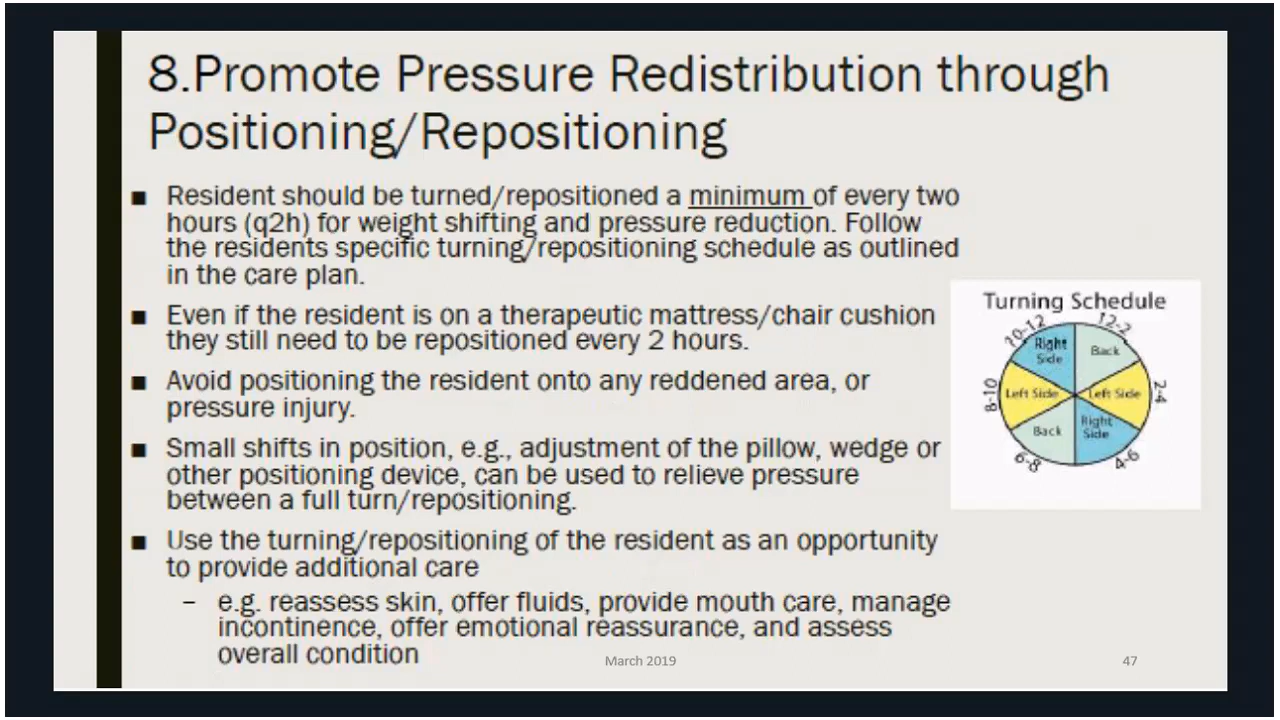 8.Promote Pressure Redistribution through
Positioning/Repositioning
■ Resident should be turned/repositioned a minimum of every two
hours (q2h) for weight shifting and pressure reduction. Follow
the residents specific turning/repositioning schedule as outlined
in the care plan.
■ Even if the resident is on a therapeutic mattress/chair cushion
they still need to be repositioned every 2 hours.
■ Avoid positioning the resident onto any reddened area, or
pressure injury.
■ Small shifts in position, e.g., adjustment of the pillow, wedge or
other positioning device, can be used to relieve pressure
between a full turn/repositioning.
■ Use the turning/repositioning of the resident as an opportunity
to provide additional care
– e.g. reassess skin, offer fluids, provide mouth care, manage
incontinence, offer emotional reassurance, and assess
overall condition
Turning Schedule
12-2
Back
2-4
Left Side
4-6
Right
Side
6-8
Back
8-10
Left Side
10-12
Right
Side
March 2019
47